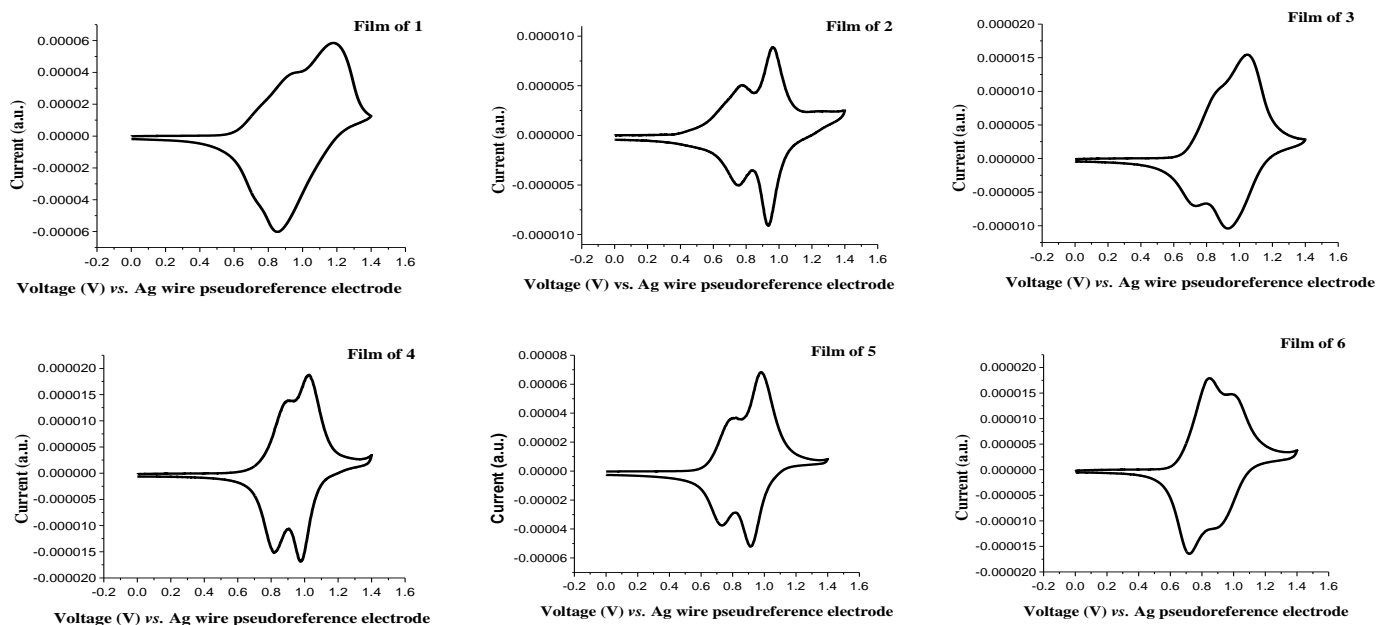 Film of 1
0.00006
0.00004
0.00002
0.00000
-0.00002
-0.00004
-0.00006
Current (a.u.)
-0.2 0.0 0.2 0.4 0.6 0.8 1.0 1.2 1.4 1.6
Voltage (V) vs. Ag wire pseudoreference electrode
Film of 2
0.000010
0.000005
0.000000
-0.000005
-0.000010
Current (a.u.)
-0.2 0.0 0.2 0.4 0.6 0.8 1.0 1.2 1.4 1.6
Voltage (V) vs. Ag wire pseudoreference electrode
Film of 3
0.000020
0.000015
0.000010
0.000005
0.000000
-0.000005
-0.000010
Current (a.u.)
-0.2 0.0 0.2 0.4 0.6 0.8 1.0 1.2 1.4 1.6
Voltage (V) vs. Ag wire pseudoreference electrode
Film of 4
0.000020
0.000015
0.000010
0.000005
0.000000
-0.000005
-0.000010
-0.000015
-0.000020
Current (a.u.)
-0.2 0.0 0.2 0.4 0.6 0.8 1.0 1.2 1.4 1.6
Voltage (V) vs. Ag wire pseudoreference electrode
Film of 5
0.00008
0.00006
0.00004
0.00002
0.00000
-0.00002
-0.00004
-0.00006
Current (a.u.)
-0.2 0.0 0.2 0.4 0.6 0.8 1.0 1.2 1.4 1.6
Voltage (V) vs. Ag wire pseudreference electrode
Film of 6
0.000020
0.000015
0.000010
0.000005
0.000000
-0.000005
-0.000010
-0.000015
-0.000020
Current (a.u.)
-0.2 0.0 0.2 0.4 0.6 0.8 1.0 1.2 1.4 1.6
Voltage (V) vs. Ag pseudoreference electrode